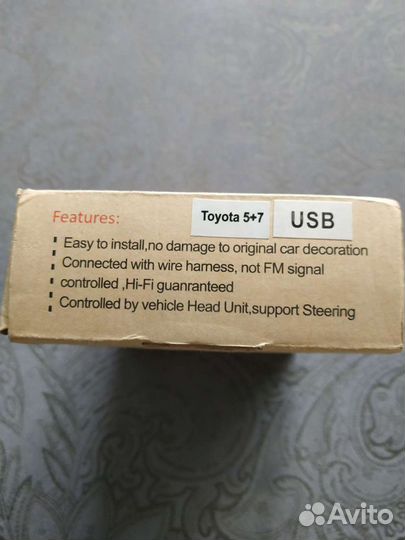 Features:
Toyota 5+7
USB
Easy to install,no damage to original car decoration
Connected with wire harness, not FM signal
controlled ,Hi-Fi guanranteed
Controlled by vehicle Head Unit,support Steering
Avito